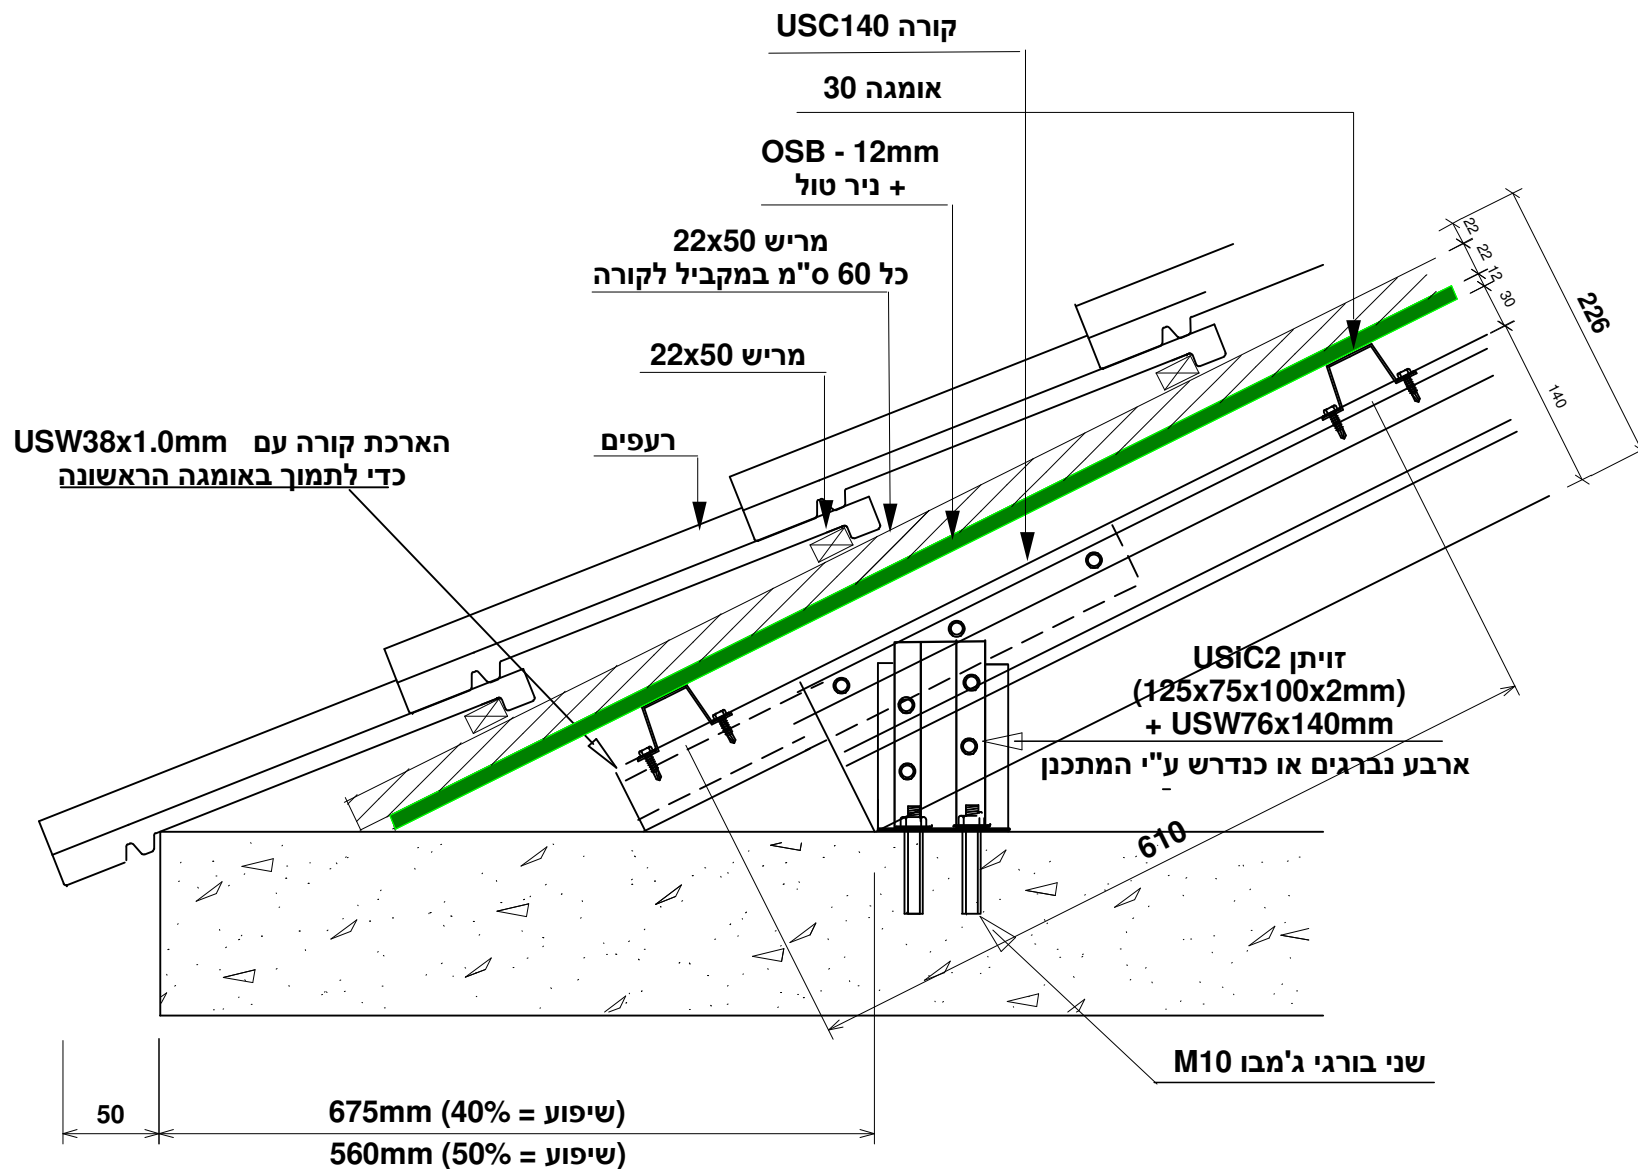 קורה USC140
אומגה 30
OSB - 12mm
+ ניר טול
מריש 22x50
כל 60 ס"מ במקביל לקורה
מריש 22x50
רעפים
הארכת קורה עם USW38x1.0mm
כדי לתמוך באומגה הראשונה
22
22
12
30
140
226
זויתן USIC2
(125x75x100x2mm)
+ USW76x140mm
ארבע נברגים או כנדרש ע"י המתכנן
610
שני בורגי ג'מבו M10
50
675mm (40% = שיפוע)
560mm (50% = שיפוע)